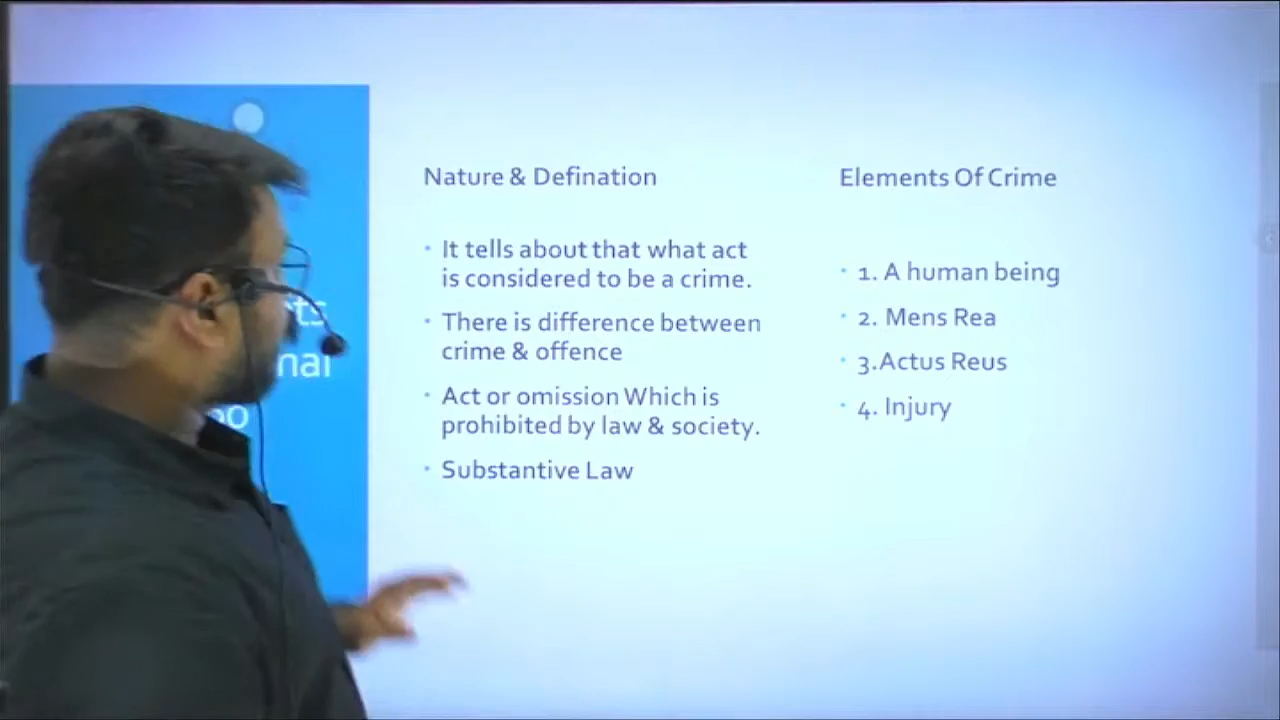 Nature & Defination
• It tells about that what act
is considered to be a crime.
• There is difference between
crime & offence
• Act or omission Which is
prohibited by law & society.
• Substantive Law
Elements Of Crime
• 1. A human being
• 2. Mens Rea
• 3.Actus Reus
• 4. Injury